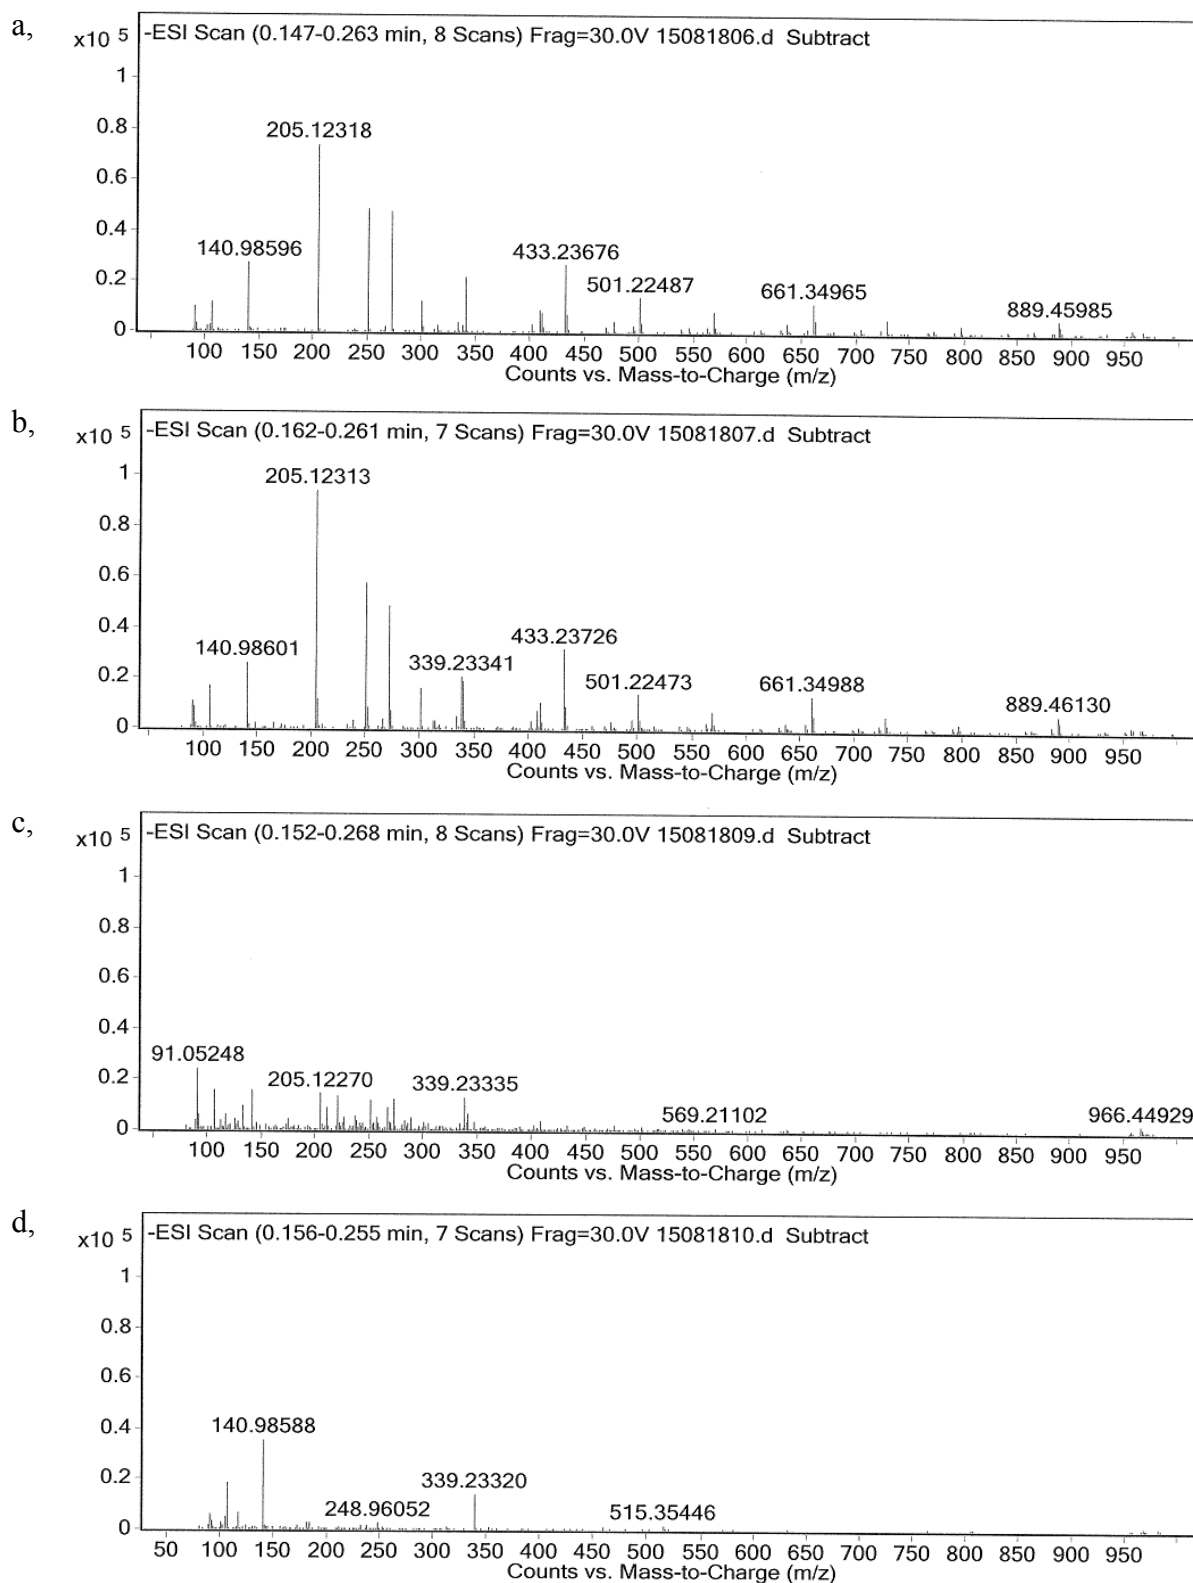 a,
x10 5 -ESI Scan (0.147-0.263 min, 8 Scans) Frag=30.0V 15081806.d Subtract
1
0.8
205.12318
0.6
0.4
140.98596
433.23676
0.2
501.22487
661.34965
889.45985
0
100 150 200 250 300 350 400 450 500 550 600 650 700 750 800 850 900 950
Counts vs. Mass-to-Charge (m/z)
b,
x10 5 -ESI Scan (0.162-0.261 min, 7 Scans) Frag=30.0V 15081807.d Subtract
1
205.12313
0.8
0.6
0.4
140.98601
339.23341
433.23726
0.2
501.22473
661.34988
889.46130
0
100 150 200 250 300 350 400 450 500 550 600 650 700 750 800 850 900 950
Counts vs. Mass-to-Charge (m/z)
c,
x10 5 -ESI Scan (0.152-0.268 min, 8 Scans) Frag=30.0V 15081809.d Subtract
1
0.8
0.6
0.4
91.05248
0.2
205.12270
339.23335
569.21102
966.44929
0
100 150 200 250 300 350 400 450 500 550 600 650 700 750 800 850 900 950
Counts vs. Mass-to-Charge (m/z)
d,
x10 5 -ESI Scan (0.156-0.255 min, 7 Scans) Frag=30.0V 15081810.d Subtract
1
0.8
0.6
0.4
140.98588
0.2
339.23320
248.96052
515.35446
0
50 100 150 200 250 300 350 400 450 500 550 600 650 700 750 800 850 900 950
Counts vs. Mass-to-Charge (m/z)